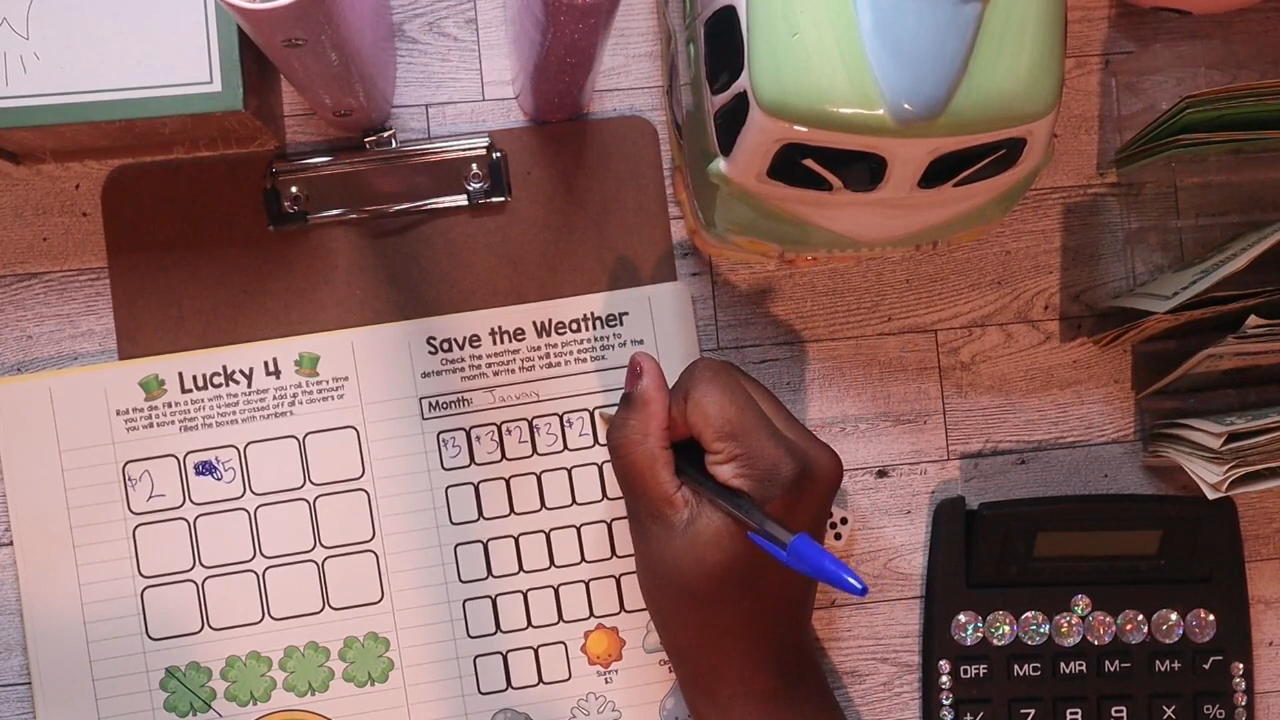 Lucky 4
Roll the die. Fill in a box with the number you roll. Every time
you roll a 4 cross off a 4-leaf clover. Add up the amount
you will save when you have crossed off all 4 clovers or
filled the boxes with numbers.
$2 $5
Save the Weather
Check the weather. Use the picture key to
determine the amount you will save each day of the
month. Write that value in the box.
Month: January
$3 $3 $2 $3 $2
Sunny
$3
OFF MC MR M− M+ √
+/− 7 8 9 X %